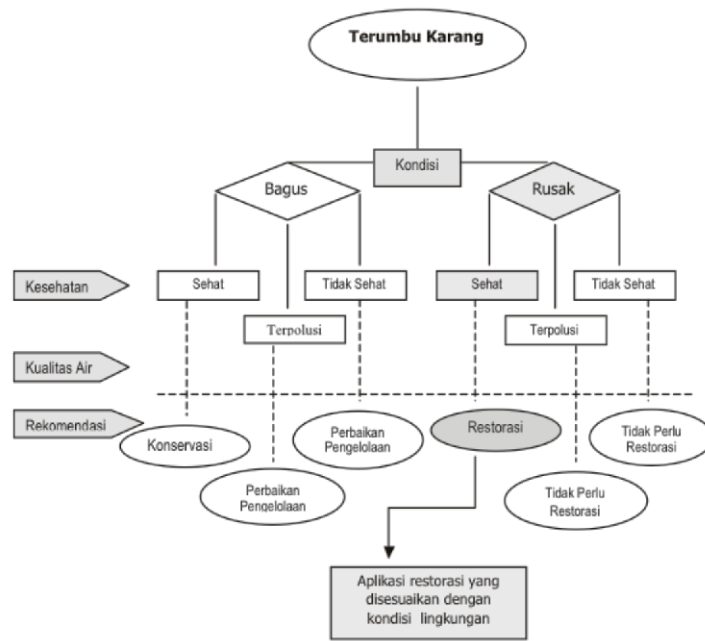 Terumbu Karang
Kondisi
Bagus
Rusak
Kesehatan
Sehat
Tidak Sehat
Sehat
Tidak Sehat
Terpolusi
Terpolusi
Kualitas Air
Rekomendasi
Konservasi
Perbaikan
Pengelolaan
Restorasi
Tidak Perlu
Restorasi
Perbaikan
Pengelolaan
Tidak Perlu
Restorasi
Aplikasi restorasi yang
disesuaikan dengan
kondisi lingkungan